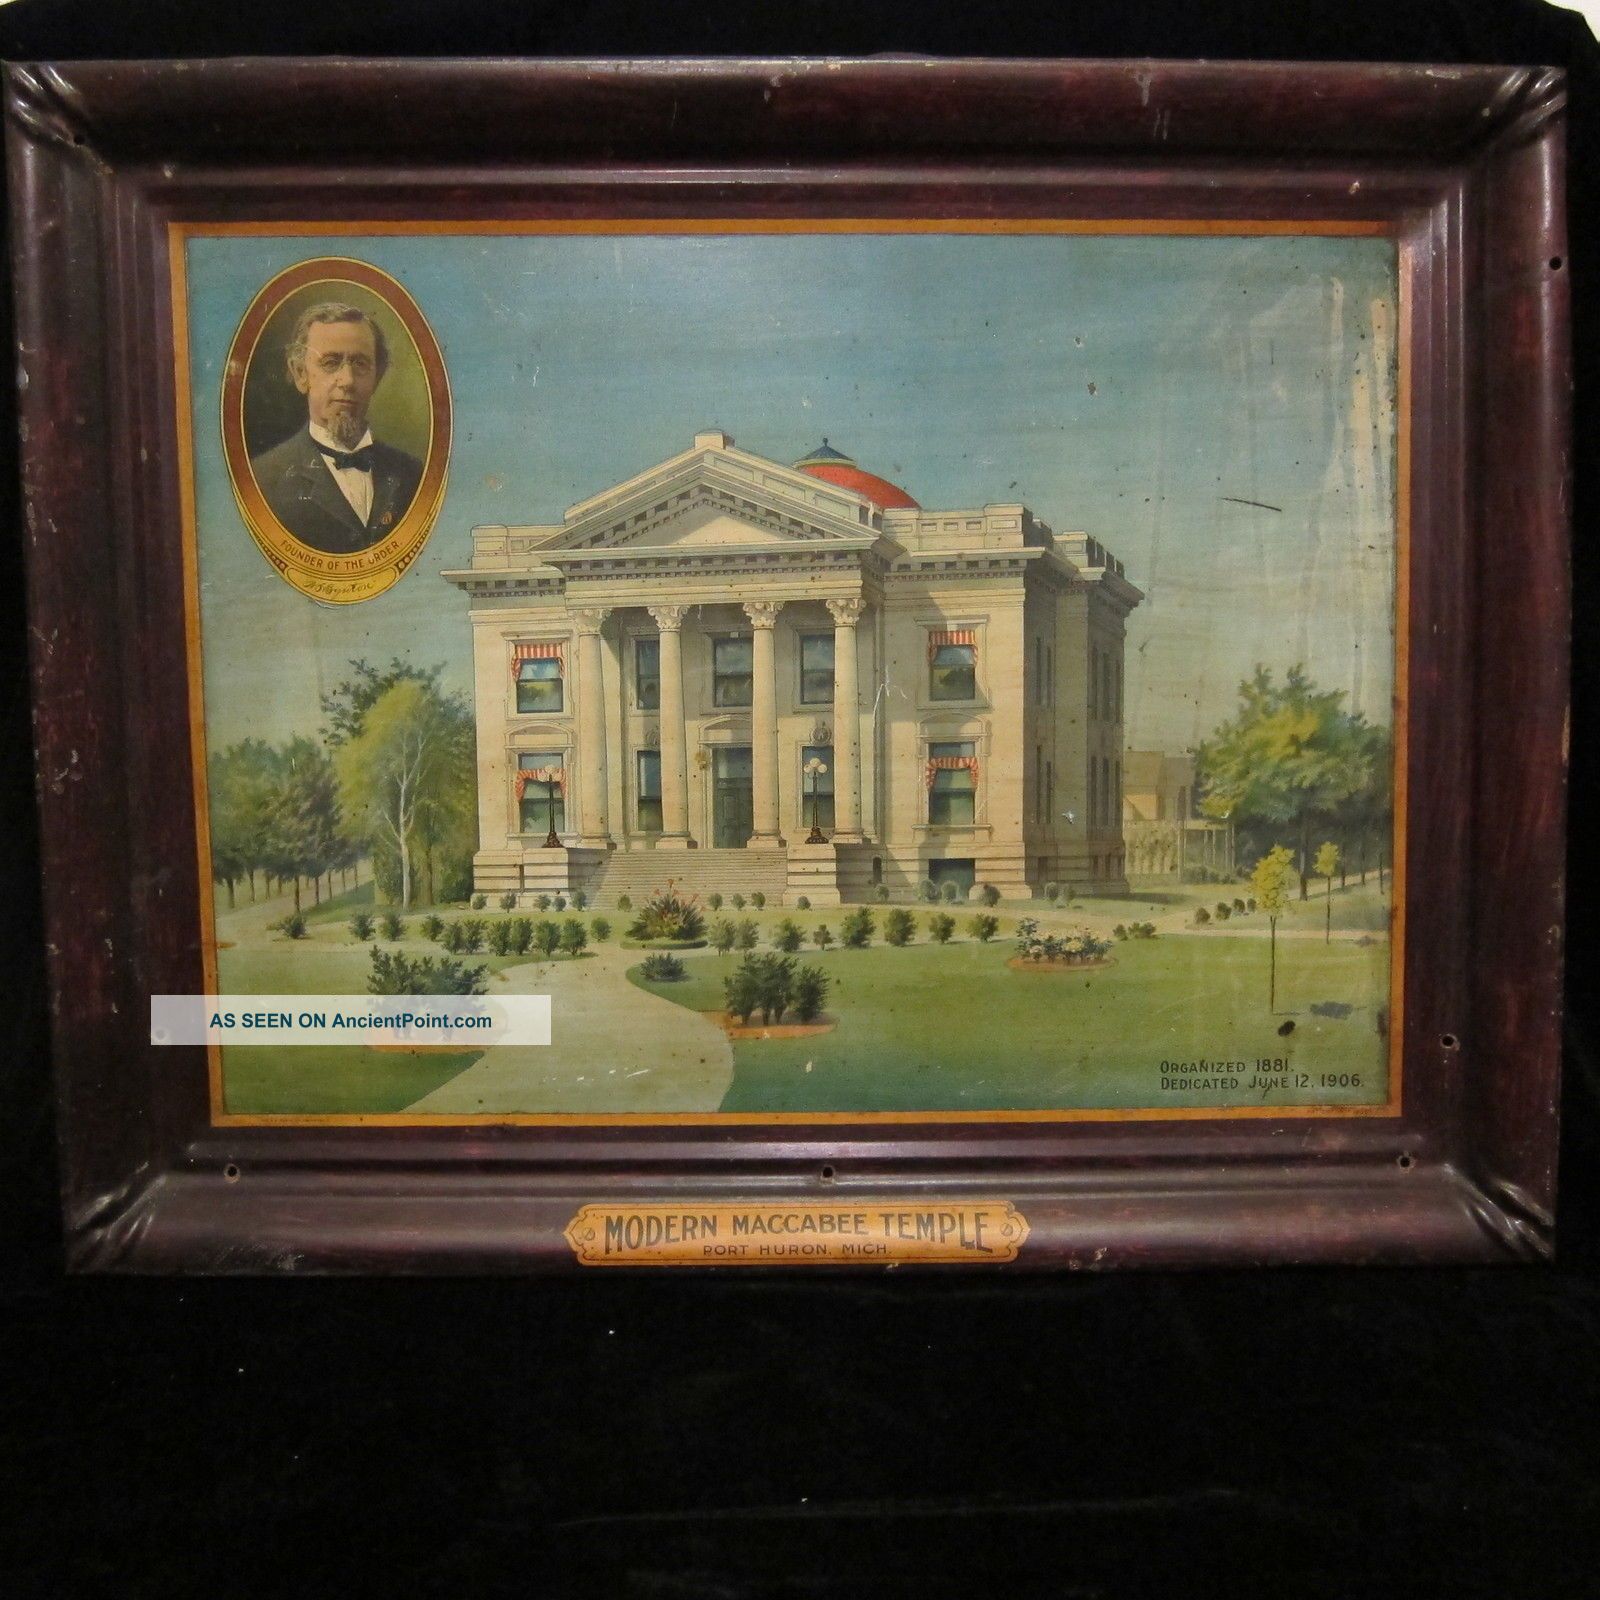 FOUNDER OF THE ORDER.
AS SEEN ON AncientPoint.com
ORGANIZED 1881.
DEDICATED JUNE 12, 1906.
MODERN MACCABEE TEMPLE
PORT HURON, MICH.